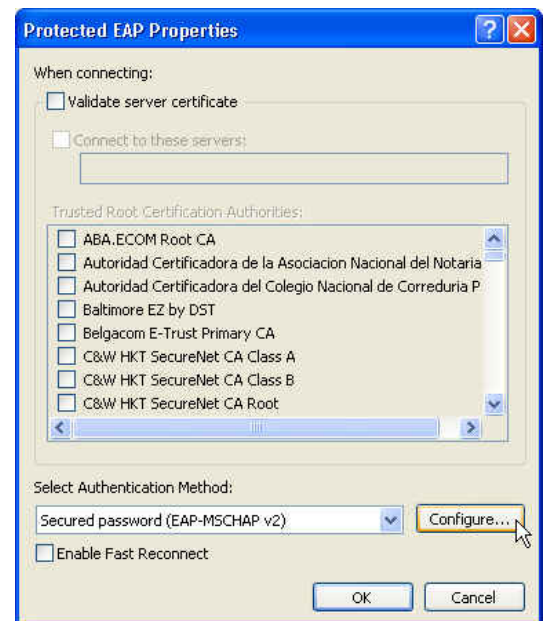 Protected EAP Properties
When connecting:
Validate server certificate
Connect to these servers:
Trusted Root Certification Authorities:
ABA.ECOM Root CA
Autoridad Certificadora de la Asociacion Nacional del Notaria
Autoridad Certificadora del Colegio Nacional de Correduria P
Baltimore EZ by DST
Belgacom E-Trust Primary CA
C&W HKT SecureNet CA Class A
C&W HKT SecureNet CA Class B
C&W HKT SecureNet CA Root
Select Authentication Method:
Secured password (EAP-MSCHAP v2) Configure...
Enable Fast Reconnect
OK Cancel